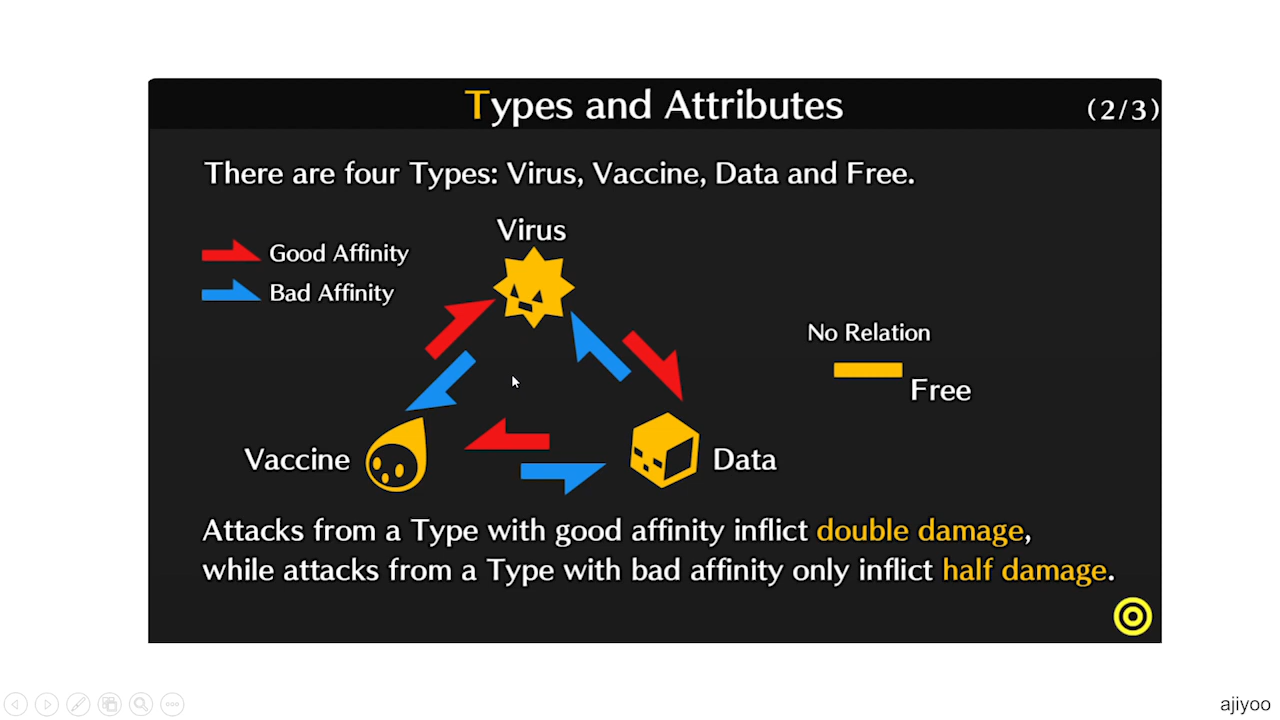 Types and Attributes
(2/3)
There are four Types: Virus, Vaccine, Data and Free.
Virus
Good Affinity
Bad Affinity
No Relation
Free
Vaccine
Data
Attacks from a Type with good affinity inflict double damage,
while attacks from a Type with bad affinity only inflict half damage.
ajiyoo